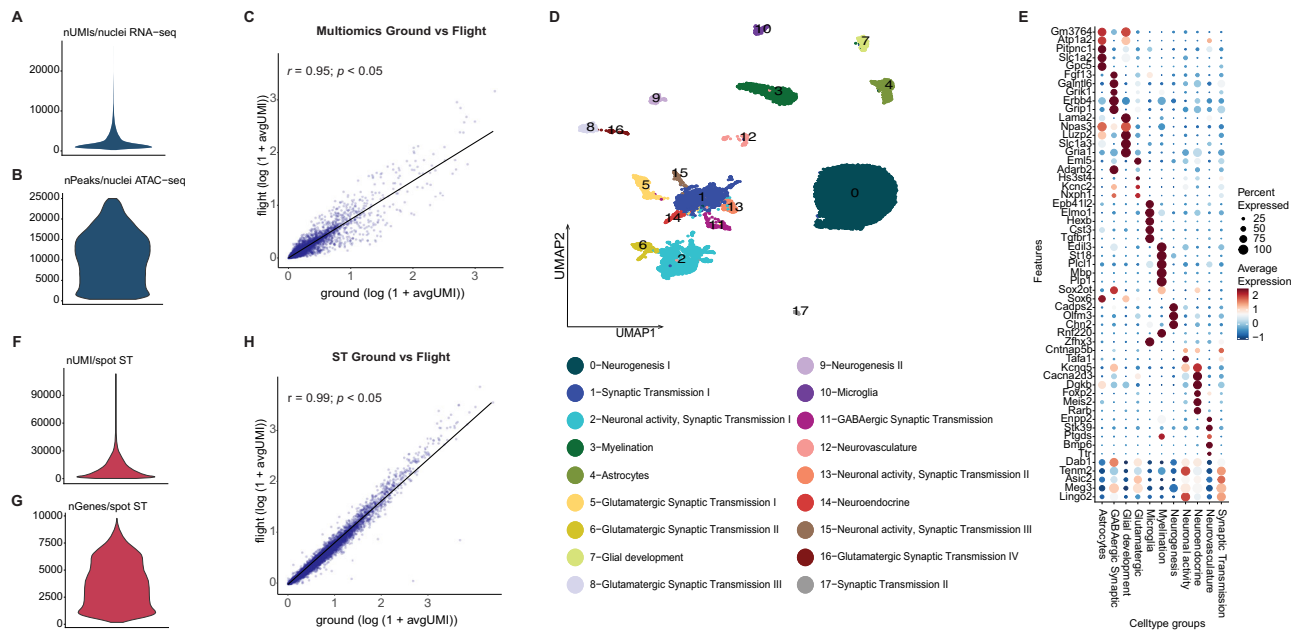 A
nUMIs/nuclei RNA−seq
20000
10000
0
B
nPeaks/nuclei ATAC−seq
25000
20000
15000
10000
5000
0
C
Multiomics Ground vs Flight
r = 0.95; p < 0.05
flight (log (1 + avgUMI))
3
2
1
0
0
1
2
3
ground (log (1 + avgUMI))
D
10
7
3
4
9
8
16
12
15
5
1
0
13
14
11
6
2
17
UMAP2
UMAP1
0−Neurogenesis I
1−Synaptic Transmission I
2−Neuronal activity, Synaptic Transmission I
3−Myelination
4−Astrocytes
5−Glutamatergic Synaptic Transmission I
6−Glutamatergic Synaptic Transmission II
7−Glial development
8−Glutamatergic Synaptic Transmission III
9−Neurogenesis II
10−Microglia
11−GABAergic Synaptic Transmission
12−Neurovasculature
13−Neuronal activity, Synaptic Transmission II
14−Neuroendocrine
15−Neuronal activity, Synaptic Transmission III
16−Glutamatergic Synaptic Transmission IV
17−Synaptic Transmission II
E
Features
Gm3764
Atp1a2
Pitpnc1
Slc1a2
Gpc5
Fgf13
Galntl6
Grik1
Erbb4
Grip1
Lama2
Npas3
Luzp2
Slc1a3
Gria1
Eml5
Adarb2
Hs3st4
Kcnc2
Nxph1
Epb41l2
Elmo1
Hexb
Cst3
Tgfbr1
Edil3
St18
Plcl1
Mbp
Plp1
Sox2ot
Sox6
Cadps2
Olfm3
Chn2
Rnf220
Zfhx3
Cntnap5b
Tafa1
Kcnq5
Cacna2d3
Dgkb
Foxp2
Meis2
Rarb
Enpp2
Stk39
Ptgds
Bmp6
Ttr
Dab1
Tenm2
Asic2
Meg3
Lingo2
Astrocytes
GABAergic Synaptic
Glial development
Glutamatergic
Microglia
Myelination
Neurogenesis
Neuronal activity
Neuroendocrine
Neurovasculature
Synaptic Transmission
Celltype groups
Percent
Expressed
25
50
75
100
Average
Expression
2
1
0
−1
F
nUMI/spot ST
90000
60000
30000
0
G
nGenes/spot ST
10000
7500
5000
2500
0
H
ST Ground vs Flight
r = 0.99; p < 0.05
flight (log (1 + avgUMI))
3
2
1
0
0
1
2
3
ground (log (1 + avgUMI))